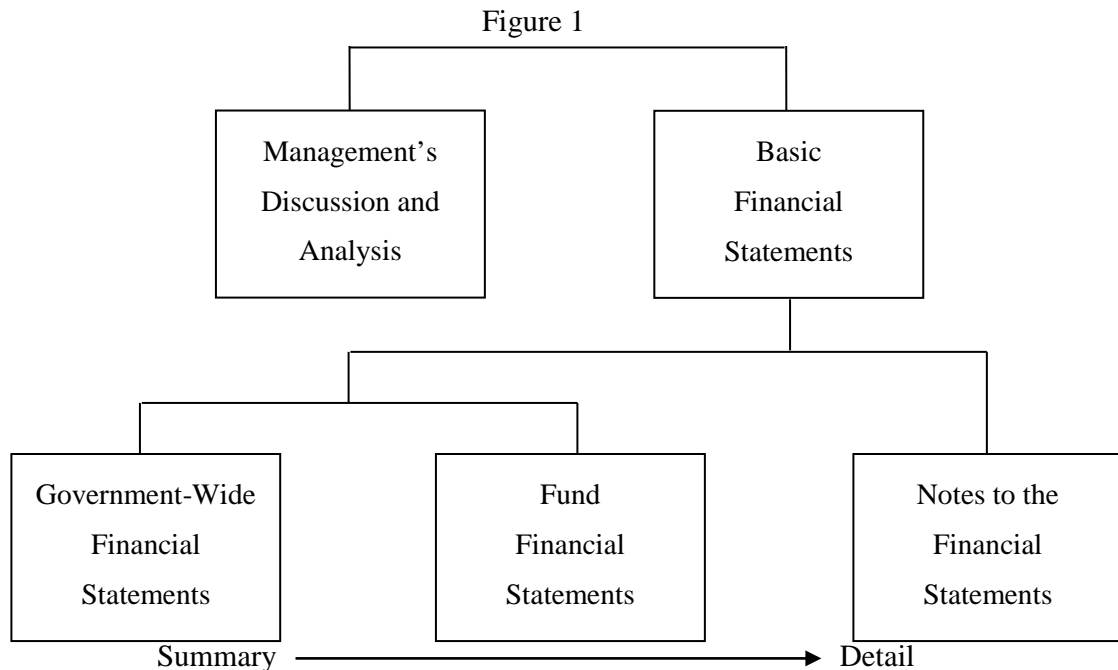 Figure 1
Management’s
Discussion and
Analysis
Basic
Financial
Statements
Government-Wide
Financial
Statements
Fund
Financial
Statements
Notes to the
Financial
Statements
Summary
Detail